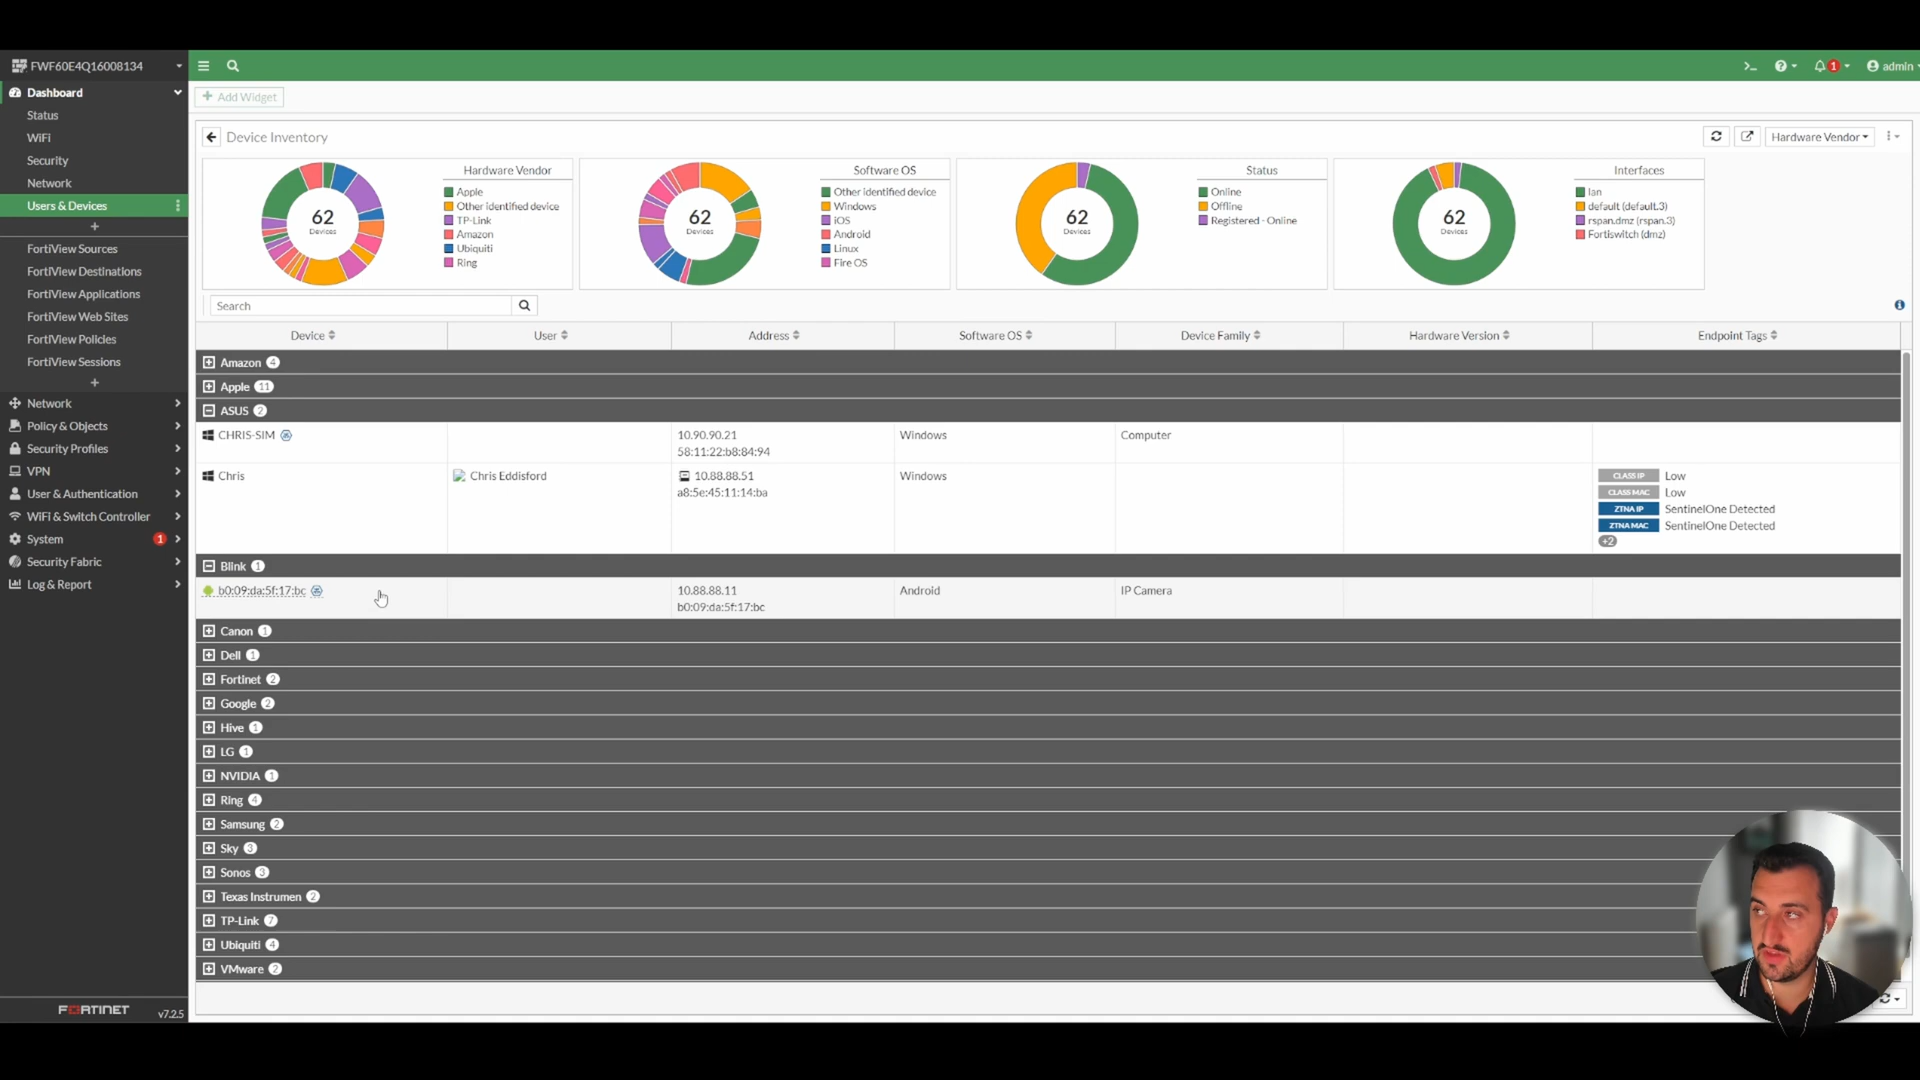 FWF60E4Q16008134
>_
?
1
admin
Dashboard
Status
WiFi
Security
Network
Users & Devices
+
FortiView Sources
FortiView Destinations
FortiView Applications
FortiView Web Sites
FortiView Policies
FortiView Sessions
+
Network
Policy & Objects
Security Profiles
VPN
User & Authentication
WiFi & Switch Controller
System 1
Security Fabric
Log & Report
FORTINET v7.2.5
+ Add Widget
Device Inventory
Hardware Vendor
62
Devices
Hardware Vendor
Apple
Other identified device
TP-Link
Amazon
Ubiquiti
Ring
62
Devices
Software OS
Other identified device
Windows
iOS
Android
Linux
Fire OS
62
Devices
Status
Online
Offline
Registered - Online
62
Devices
Interfaces
lan
default (default.3)
rspan.dmz (rspan.3)
Fortiswitch (dmz)
Search
Device User Address Software OS Device Family Hardware Version Endpoint Tags
Amazon 4
Apple 11
ASUS 2
CHRIS-SIM 10.90.90.21 Windows Computer
58:11:22:b8:84:94
Chris Chris Eddisford 10.88.88.51 Windows CLASS IP Low
a8:5e:45:11:14:ba CLASS MAC Low
ZTNA IP SentinelOne Detected
ZTNA MAC SentinelOne Detected
+2
Blink 1
b0:09:da:5f:17:bc 10.88.88.11 Android IP Camera
b0:09:da:5f:17:bc
Canon 1
Dell 1
Fortinet 2
Google 2
Hive 1
LG 1
NVIDIA 1
Ring 4
Samsung 2
Sky 3
Sonos 3
Texas Instrumen 2
TP-Link 7
Ubiquiti 4
VMware 2